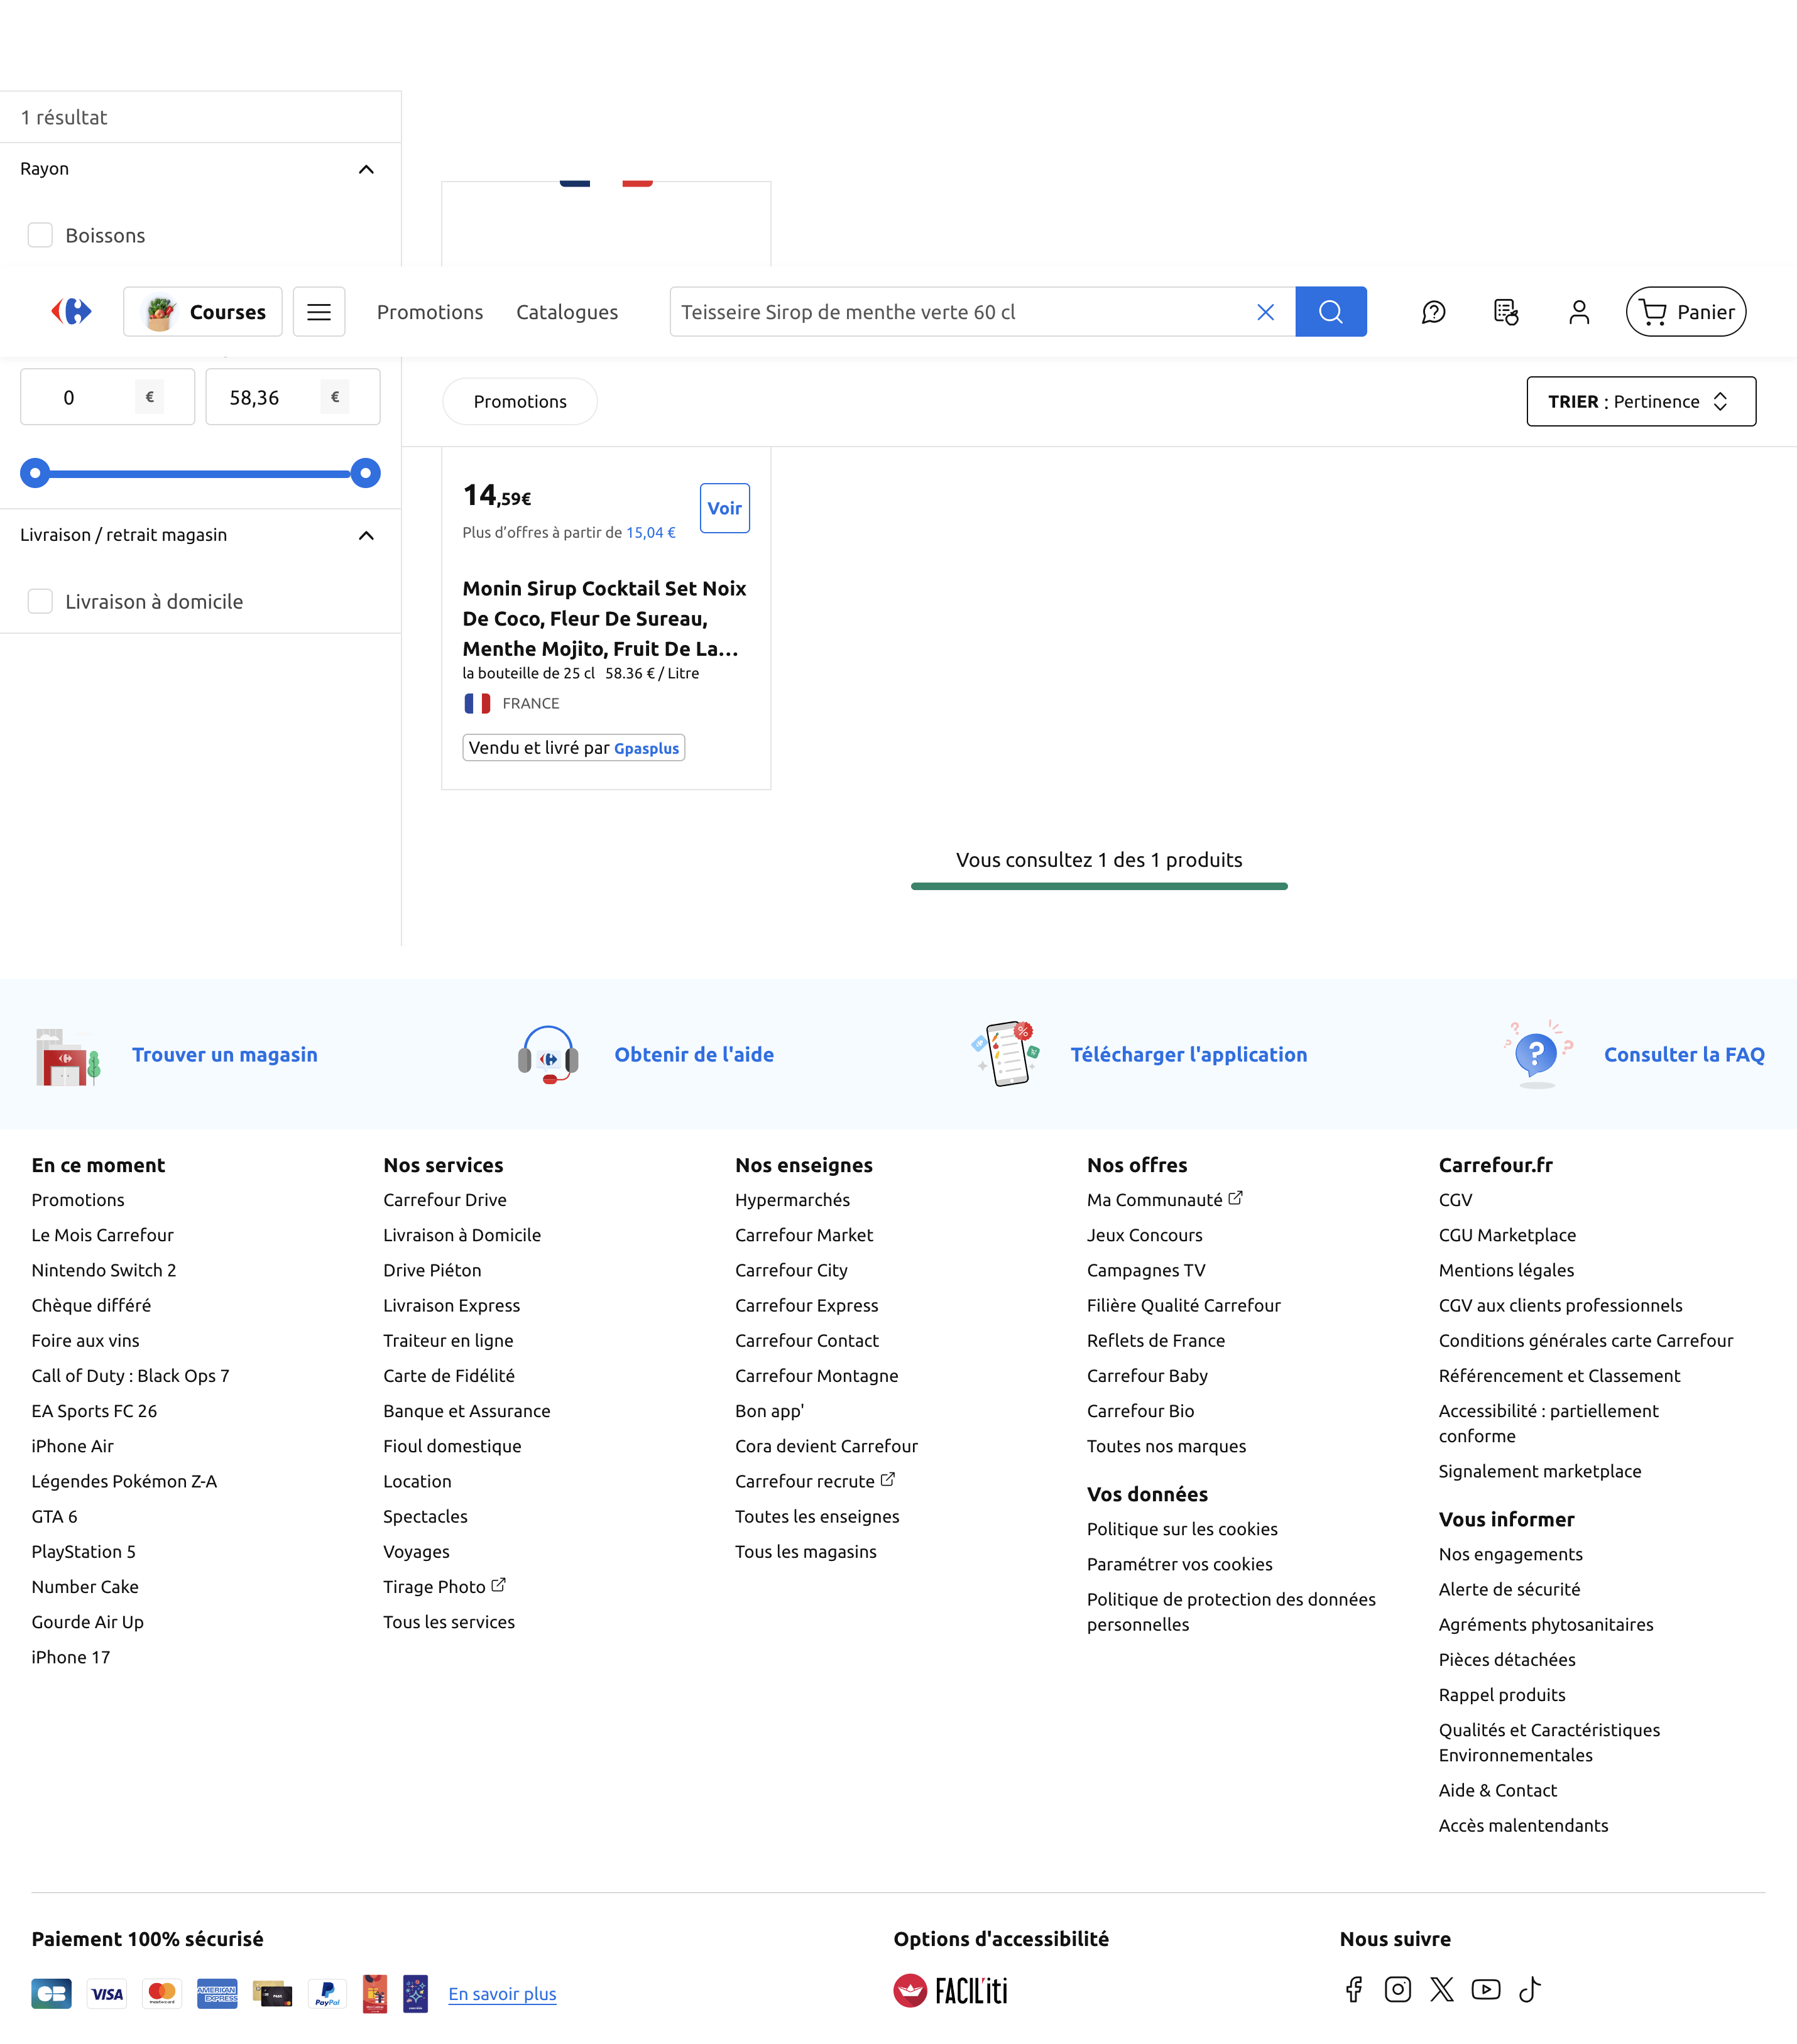 1 résultat
Rayon
Boissons
Courses
Promotions
Catalogues
Teisseire Sirop de menthe verte 60 cl
Panier
0 €
58,36 €
Promotions
TRIER : Pertinence
Livraison / retrait magasin
Livraison à domicile
14,59€
Voir
Plus d’offres à partir de 15,04 €
Monin Sirup Cocktail Set Noix
De Coco, Fleur De Sureau,
Menthe Mojito, Fruit De La...
la bouteille de 25 cl 58.36 € / Litre
FRANCE
Vendu et livré par Gpasplus
Vous consultez 1 des 1 produits
Trouver un magasin
Obtenir de l'aide
Télécharger l'application
Consulter la FAQ
En ce moment
Promotions
Le Mois Carrefour
Nintendo Switch 2
Chèque différé
Foire aux vins
Call of Duty : Black Ops 7
EA Sports FC 26
iPhone Air
Légendes Pokémon Z-A
GTA 6
PlayStation 5
Number Cake
Gourde Air Up
iPhone 17
Nos services
Carrefour Drive
Livraison à Domicile
Drive Piéton
Livraison Express
Traiteur en ligne
Carte de Fidélité
Banque et Assurance
Fioul domestique
Location
Spectacles
Voyages
Tirage Photo
Tous les services
Nos enseignes
Hypermarchés
Carrefour Market
Carrefour City
Carrefour Express
Carrefour Contact
Carrefour Montagne
Bon app'
Cora devient Carrefour
Carrefour recrute
Toutes les enseignes
Tous les magasins
Nos offres
Ma Communauté
Jeux Concours
Campagnes TV
Filière Qualité Carrefour
Reflets de France
Carrefour Baby
Carrefour Bio
Toutes nos marques
Vos données
Politique sur les cookies
Paramétrer vos cookies
Politique de protection des données
personnelles
Carrefour.fr
CGV
CGU Marketplace
Mentions légales
CGV aux clients professionnels
Conditions générales carte Carrefour
Référencement et Classement
Accessibilité : partiellement
conforme
Signalement marketplace
Vous informer
Nos engagements
Alerte de sécurité
Agréments phytosanitaires
Pièces détachées
Rappel produits
Qualités et Caractéristiques
Environnementales
Aide & Contact
Accès malentendants
Paiement 100% sécurisé
CB
VISA
mastercard
AMERICAN
EXPRESS
PayPal
En savoir plus
Options d'accessibilité
FACIL'iti
Nous suivre